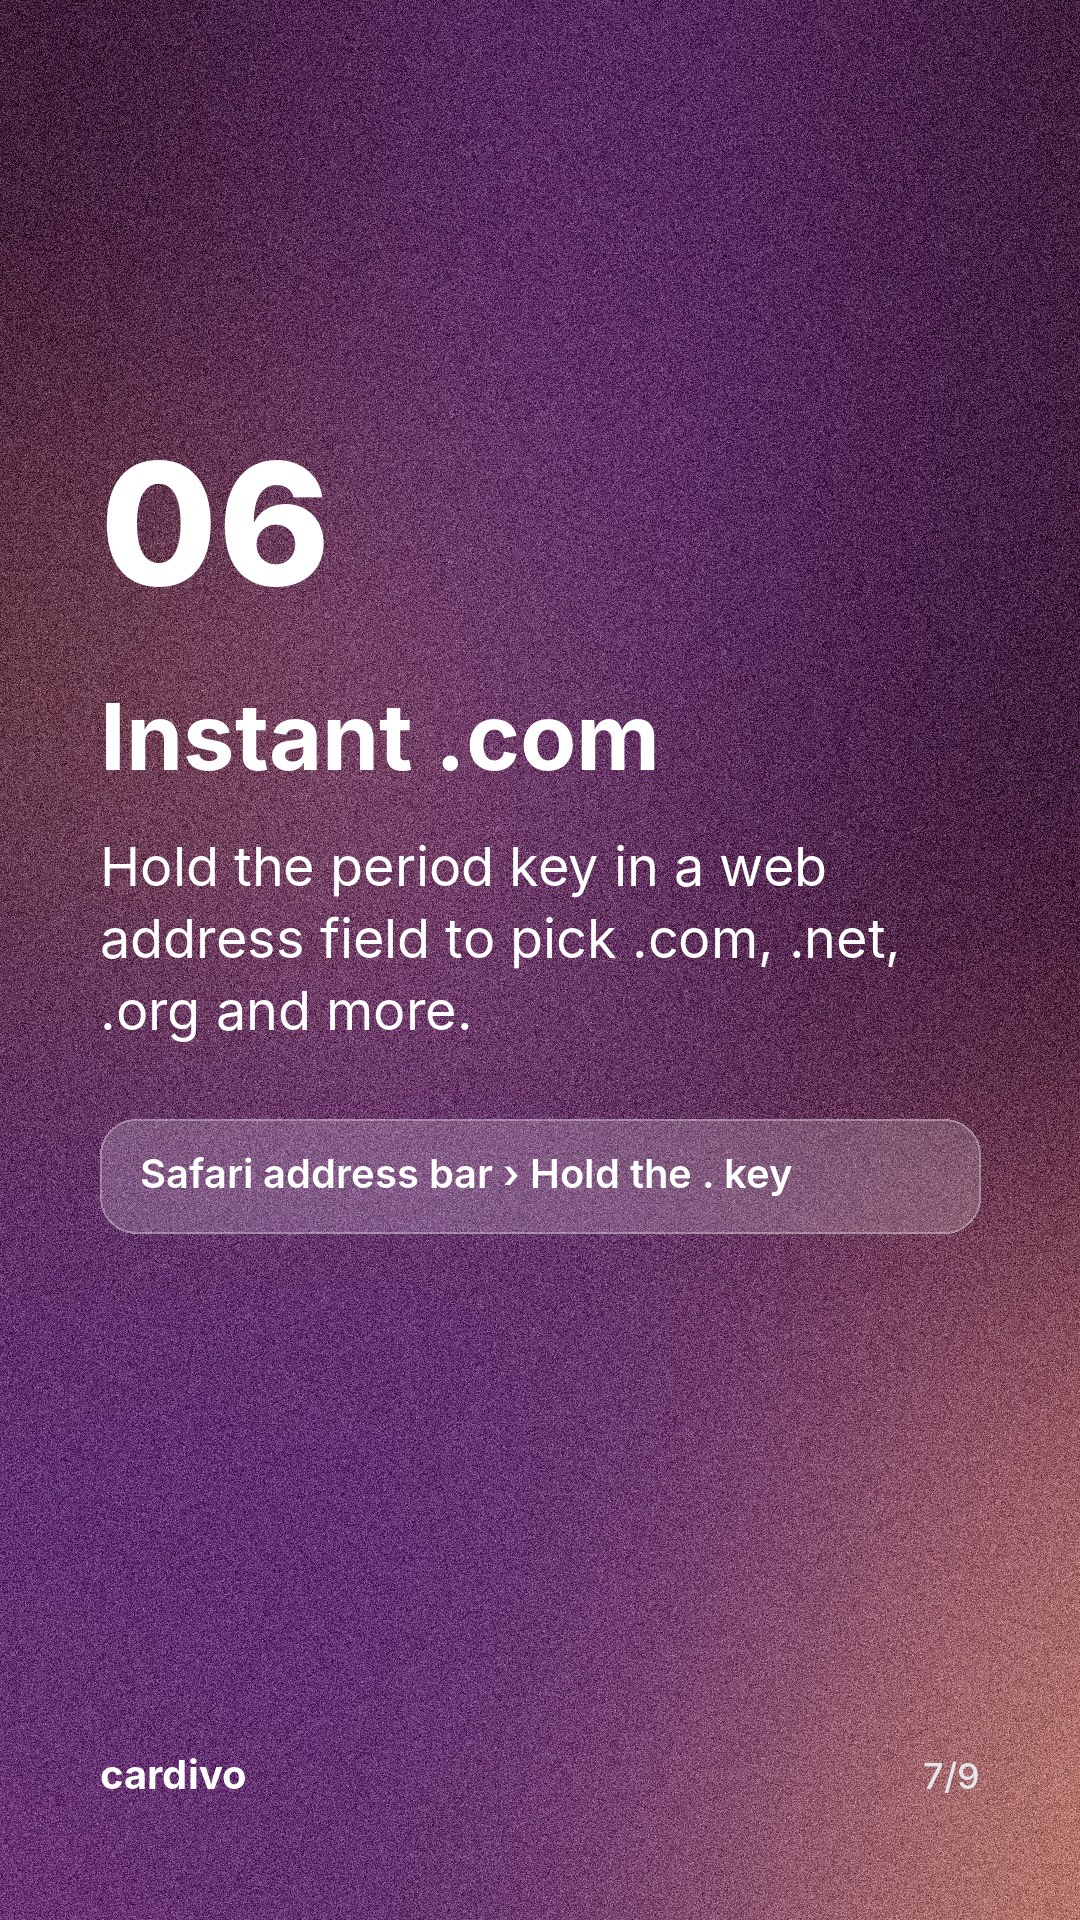 06
Instant .com
Hold the period key in a web
address field to pick .com, .net,
.org and more.
Safari address bar › Hold the . key
cardivo
7/9